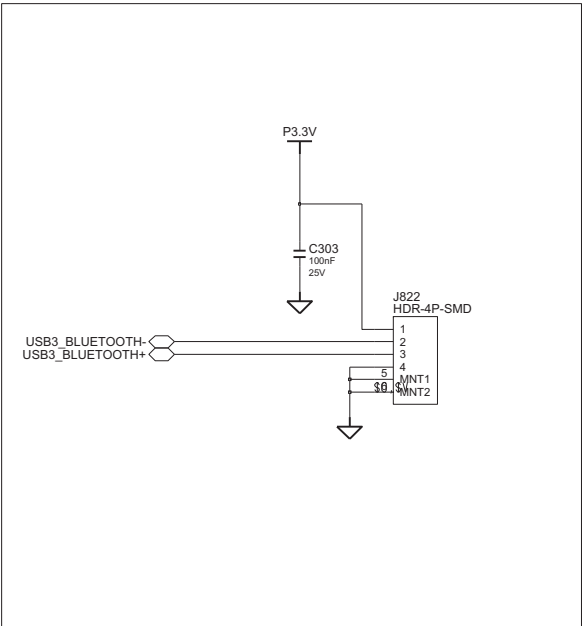 P3.3V
C303
100nF
25V
J822
HDR-4P-SMD
USB3_BLUETOOTH-
USB3_BLUETOOTH+
1
2
3
4
5
MNT1
MNT2